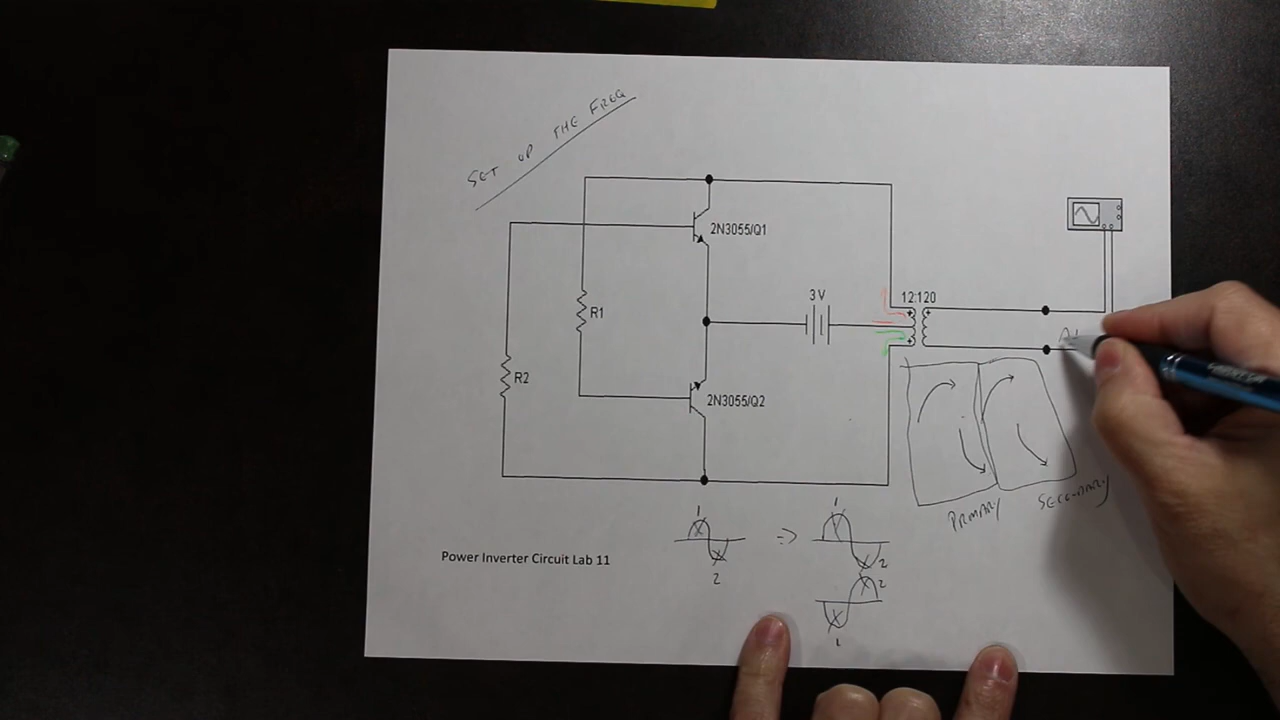 SET UP THE FREQ
2N3055/Q1
3V
12:120
R1
R2
2N3055/Q2
PRIMARY
SECONDARY
1
2
=>
1
2
2
1
Power Inverter Circuit Lab 11